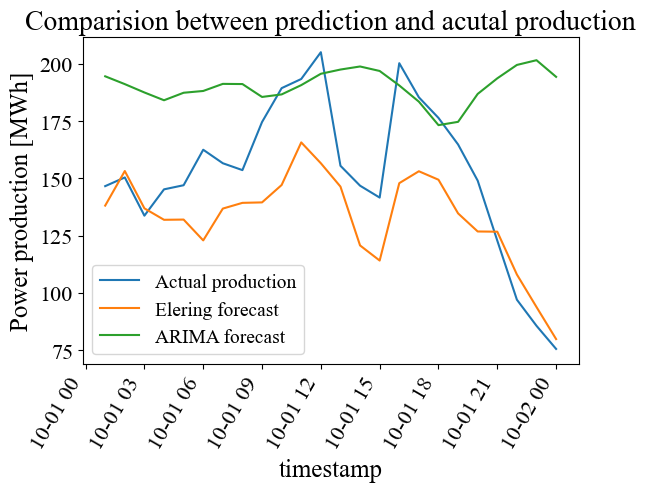 Comparision between prediction and acutal production
Power production [MWh]
200
175
150
125
100
75
Actual production
Elering forecast
ARIMA forecast
10-01 00
10-01 03
10-01 06
10-01 09
10-01 12
10-01 15
10-01 18
10-01 21
10-02 00
timestamp